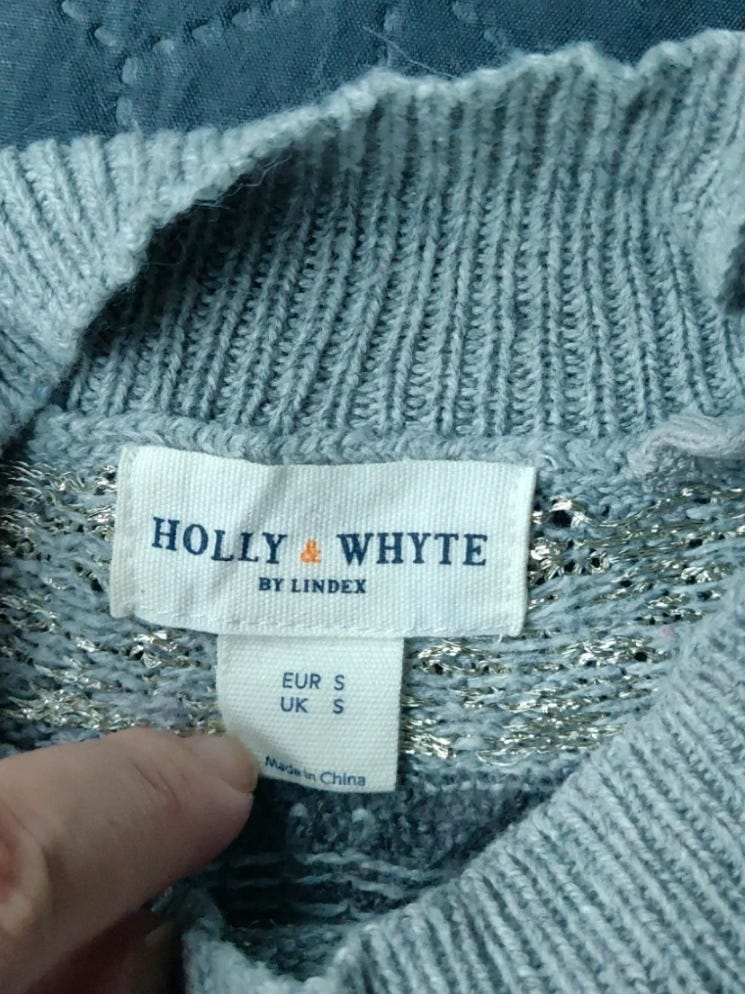 HOLLY & WHYTE
BY LINDEX
EUR S
UK S
Made in China